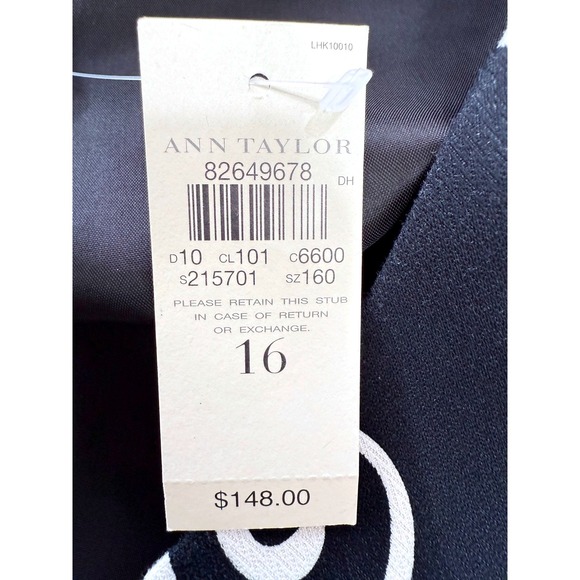 LHK10010
ANN TAYLOR
82649678
DH
D10 CL101 C6600
S215701 SZ160
PLEASE RETAIN THIS STUB
IN CASE OF RETURN
OR EXCHANGE.
16
$148.00